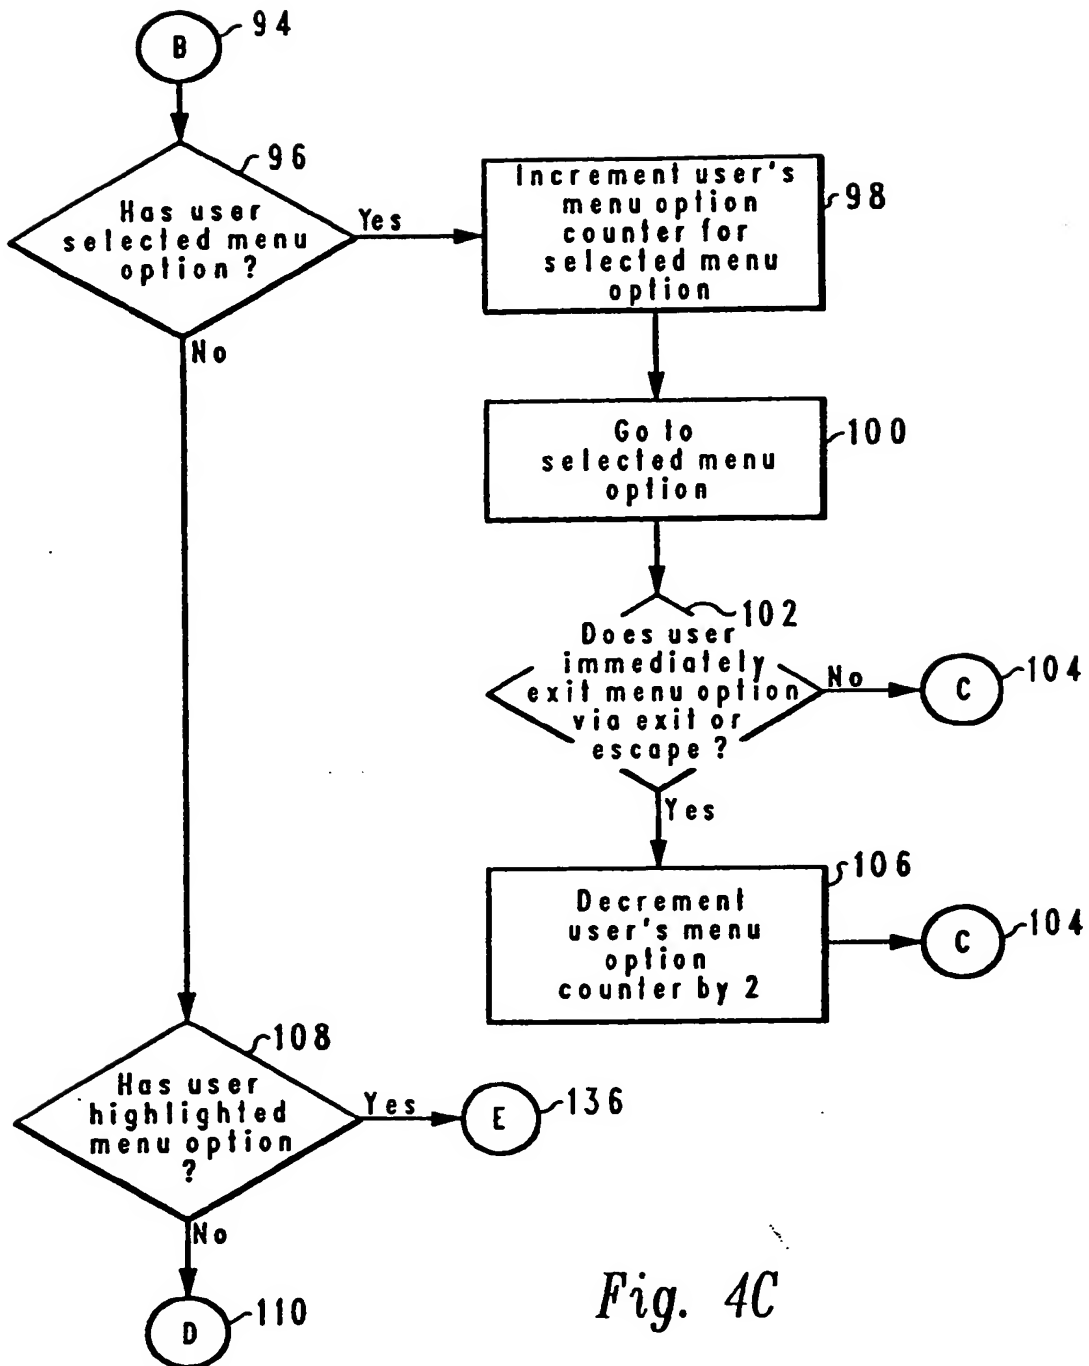 B
94
96
Has user
selected menu
option ?
Yes
No
Increment user's
menu option
counter for
selected menu
option
98
Go to
selected menu
option
100
102
Does user
immediately
exit menu option
via exit or
escape ?
No
C
104
Yes
106
Decrement
user's menu
option
counter by 2
C
104
108
Has user
highlighted
menu option
?
Yes
E
136
No
D
110
Fig. 4C